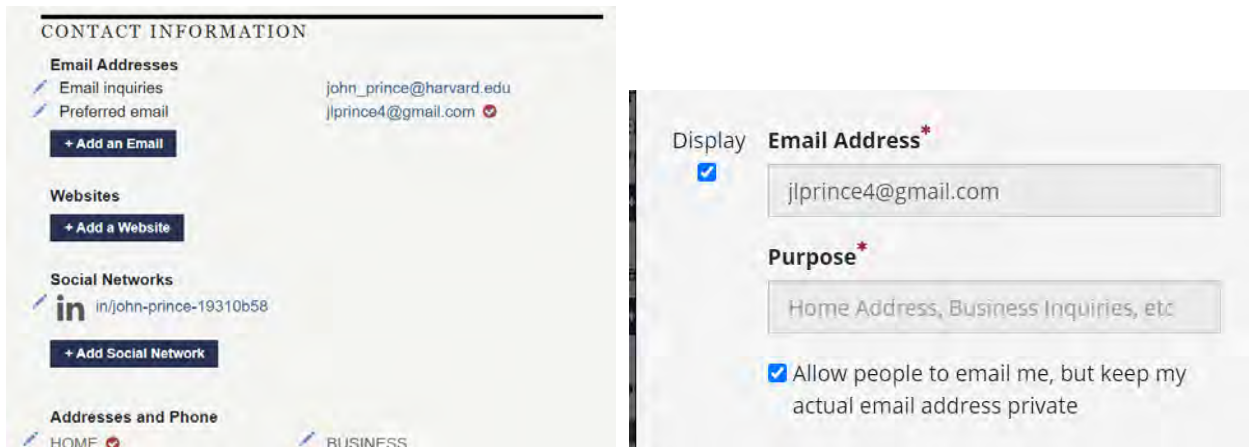 CONTACT INFORMATION
Email Addresses
Email inquiries john_prince@harvard.edu
Preferred email jlprince4@gmail.com
+ Add an Email
Websites
+ Add a Website
Social Networks
in in/john-prince-19310b58
+ Add Social Network
Addresses and Phone
HOME BUSINESS
Display Email Address*
jlprince4@gmail.com
Purpose*
Home Address, Business Inquiries, etc
Allow people to email me, but keep my
actual email address private